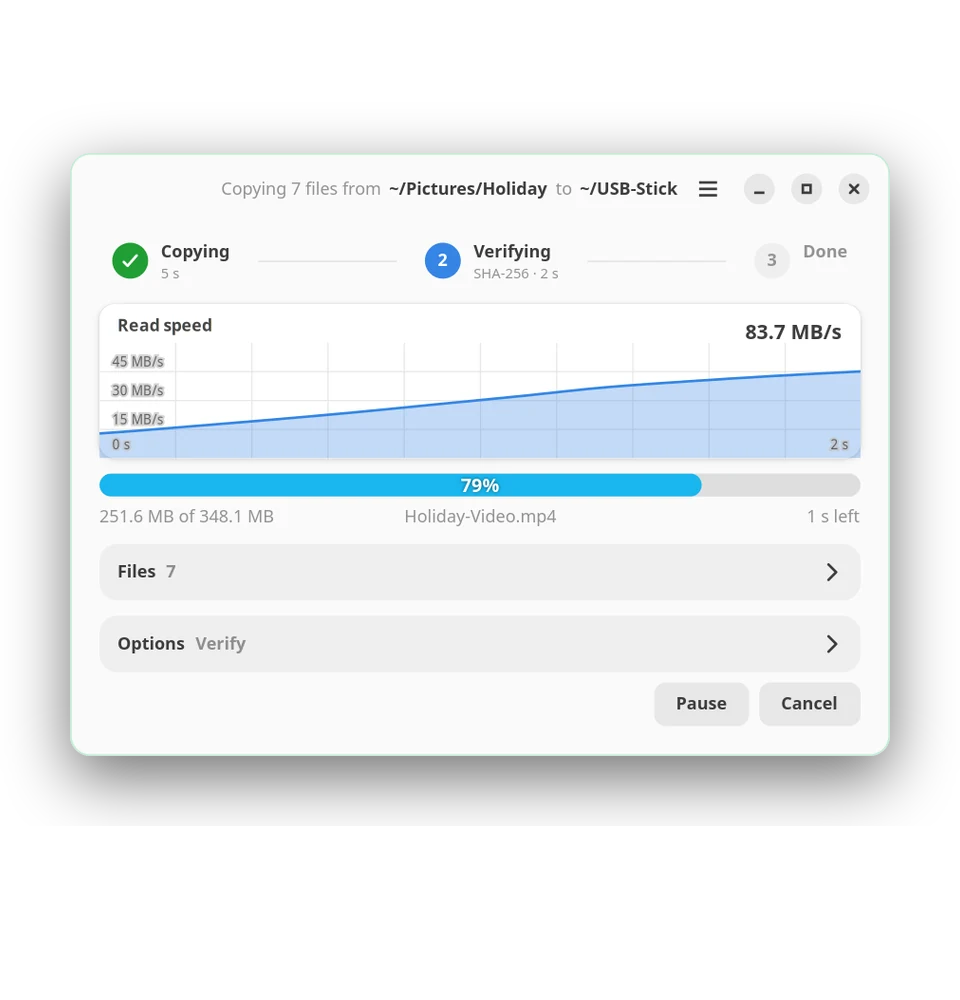 Copying 7 files from ~/Pictures/Holiday to ~/USB-Stick
Copying
5 s
2
Verifying
SHA-256 · 2 s
3
Done
Read speed
83.7 MB/s
45 MB/s
30 MB/s
15 MB/s
0 s
2 s
79%
251.6 MB of 348.1 MB
Holiday-Video.mp4
1 s left
Files 7
Options Verify
Pause
Cancel